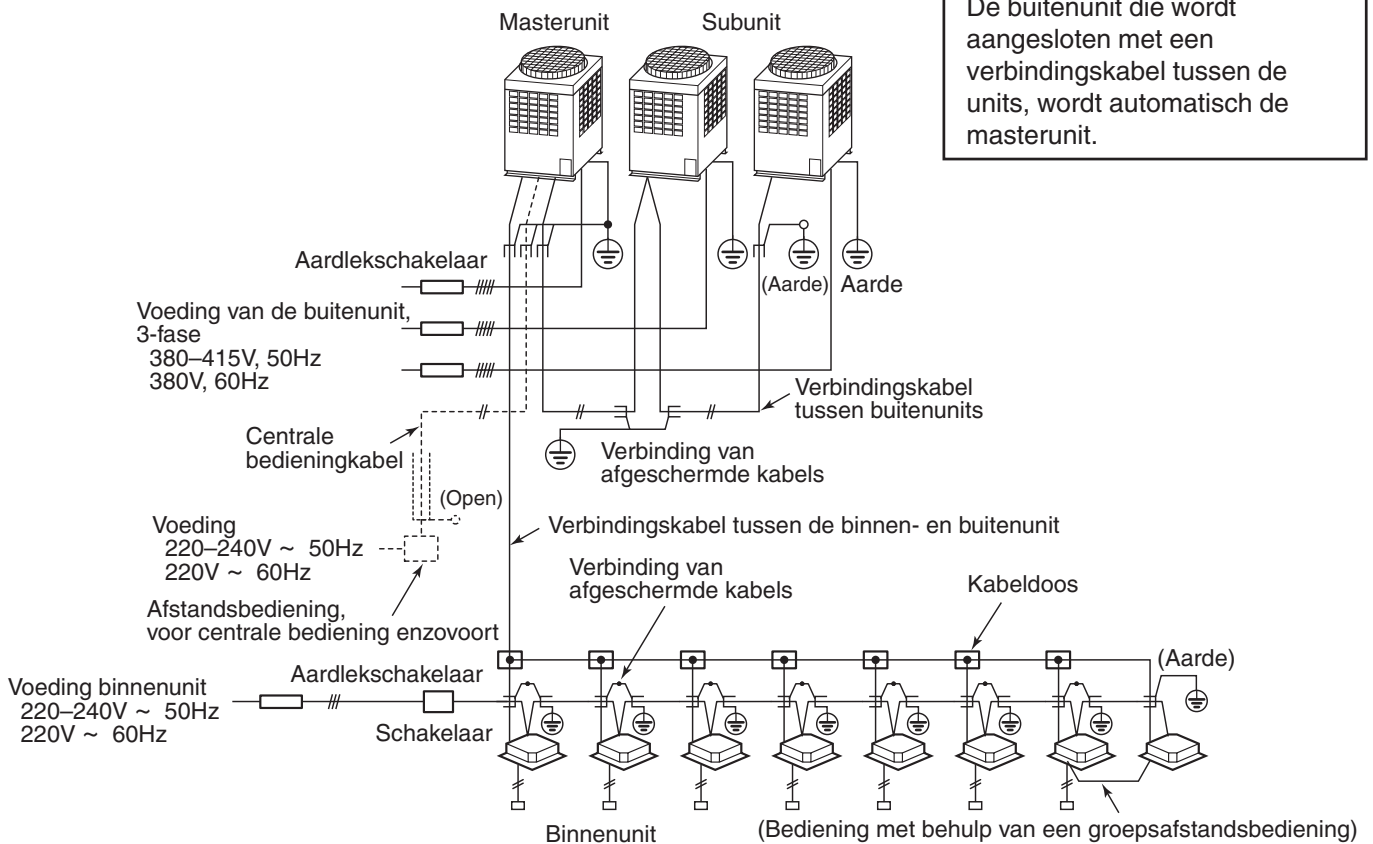 De buitenunit die wordt
aangesloten met een
verbindingskabel tussen de
units, wordt automatisch de
masterunit.
Masterunit
Subunit
Aardlekschakelaar
(Aarde)
Aarde
Voeding van de buitenunit,
3-fase
380–415V, 50Hz
380V, 60Hz
Verbindingskabel
tussen buitenunits
Centrale
bedieningkabel
Verbinding van
afgeschermde kabels
(Open)
Voeding
220–240V ~ 50Hz
220V ~ 60Hz
Verbindingskabel tussen de binnen- en buitenunit
Verbinding van
afgeschermde kabels
Kabeldoos
Afstandsbediening,
voor centrale bediening enzovoort
Aardlekschakelaar
(Aarde)
Voeding binnenunit
220–240V ~ 50Hz
220V ~ 60Hz
Schakelaar
Binnenunit
(Bediening met behulp van een groepsafstandsbediening)